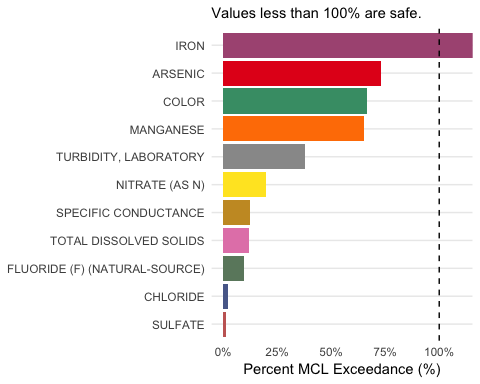 Values less than 100% are safe.
IRON
ARSENIC
COLOR
MANGANESE
TURBIDITY, LABORATORY
NITRATE (AS N)
SPECIFIC CONDUCTANCE
TOTAL DISSOLVED SOLIDS
FLUORIDE (F) (NATURAL-SOURCE)
CHLORIDE
SULFATE
0% 25% 50% 75% 100%
Percent MCL Exceedance (%)